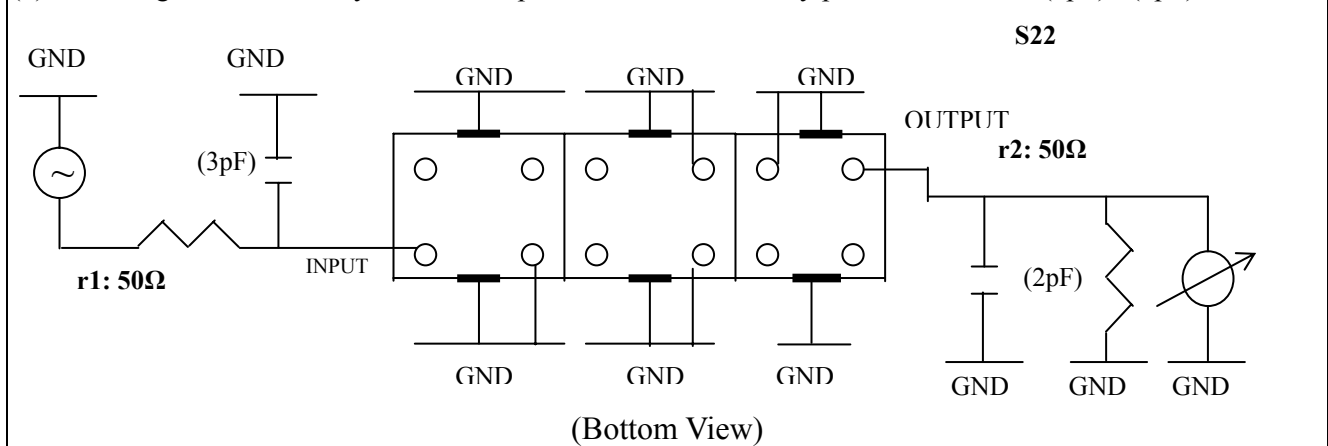 S22
GND GND GND GND GND
(3pF)
OUTPUT
r2: 50Ω
INPUT
r1: 50Ω
(2pF)
GND GND GND GND GND GND
(Bottom View)